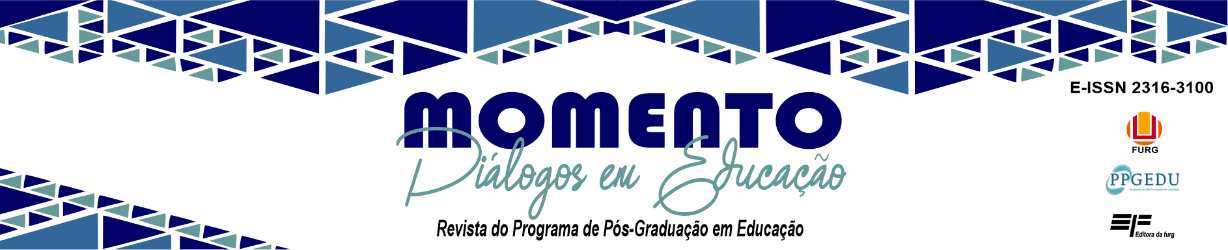 MOMENTO
Diálogos em Educação
Revista do Programa de Pós-Graduação em Educação
E-ISSN 2316-3100
FURG
PPGEDU
Editora da furg